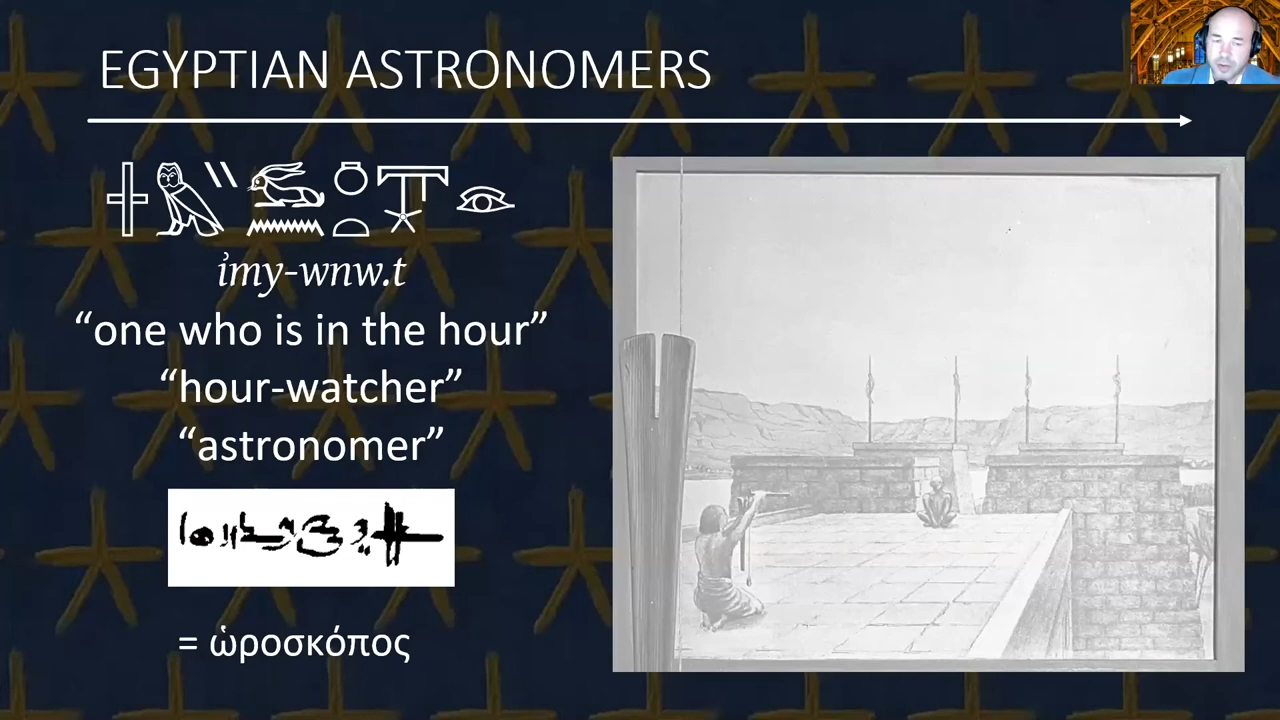 EGYPTIAN ASTRONOMERS
ỉmy-wnw.t
“one who is in the hour”
“hour-watcher”
“astronomer”
= ὡροσκόπος